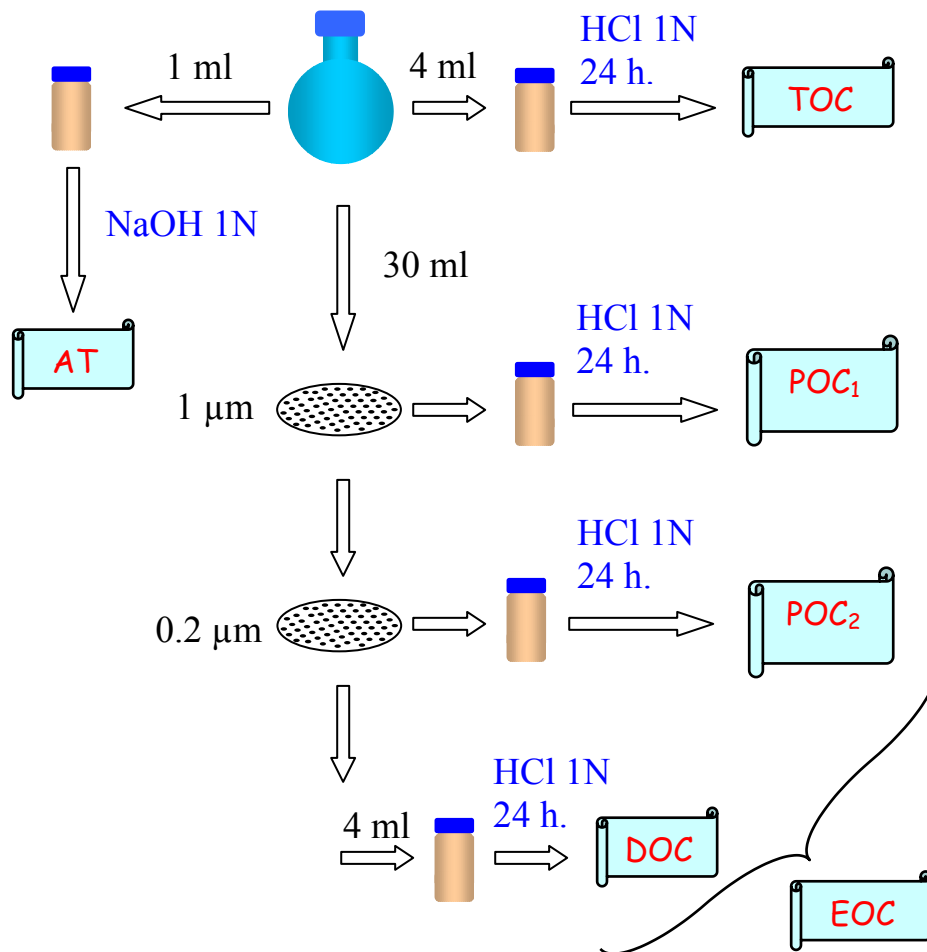 1 ml
4 ml
HCl 1N
24 h.
TOC
NaOH 1N
30 ml
AT
1 µm
HCl 1N
24 h.
POC₁
0.2 µm
HCl 1N
24 h.
POC₂
4 ml
HCl 1N
24 h.
DOC
EOC